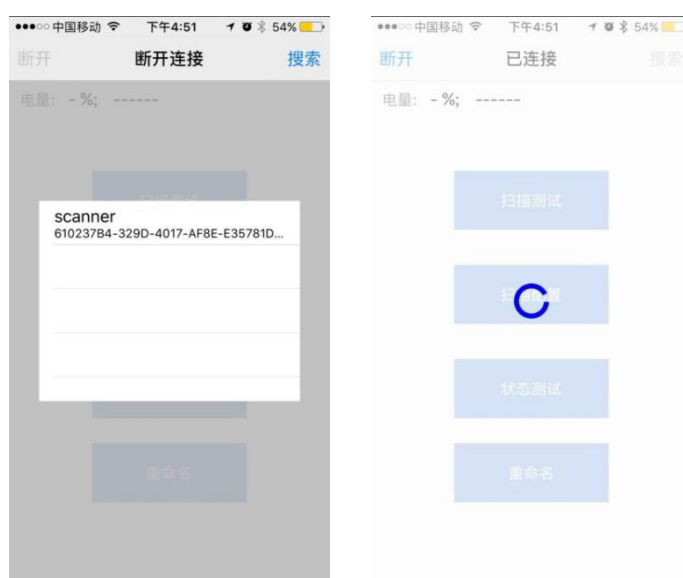 ●●●○○ 中国移动 下午4:51 54%
断开 断开连接 搜索
电量: - %; ------
scanner
610237B4-329D-4017-AF8E-E35781D...
重命名
●●●○○ 中国移动 下午4:51 54%
断开 已连接 搜索
电量: - %; ------
扫描测试
状态测试
重命名